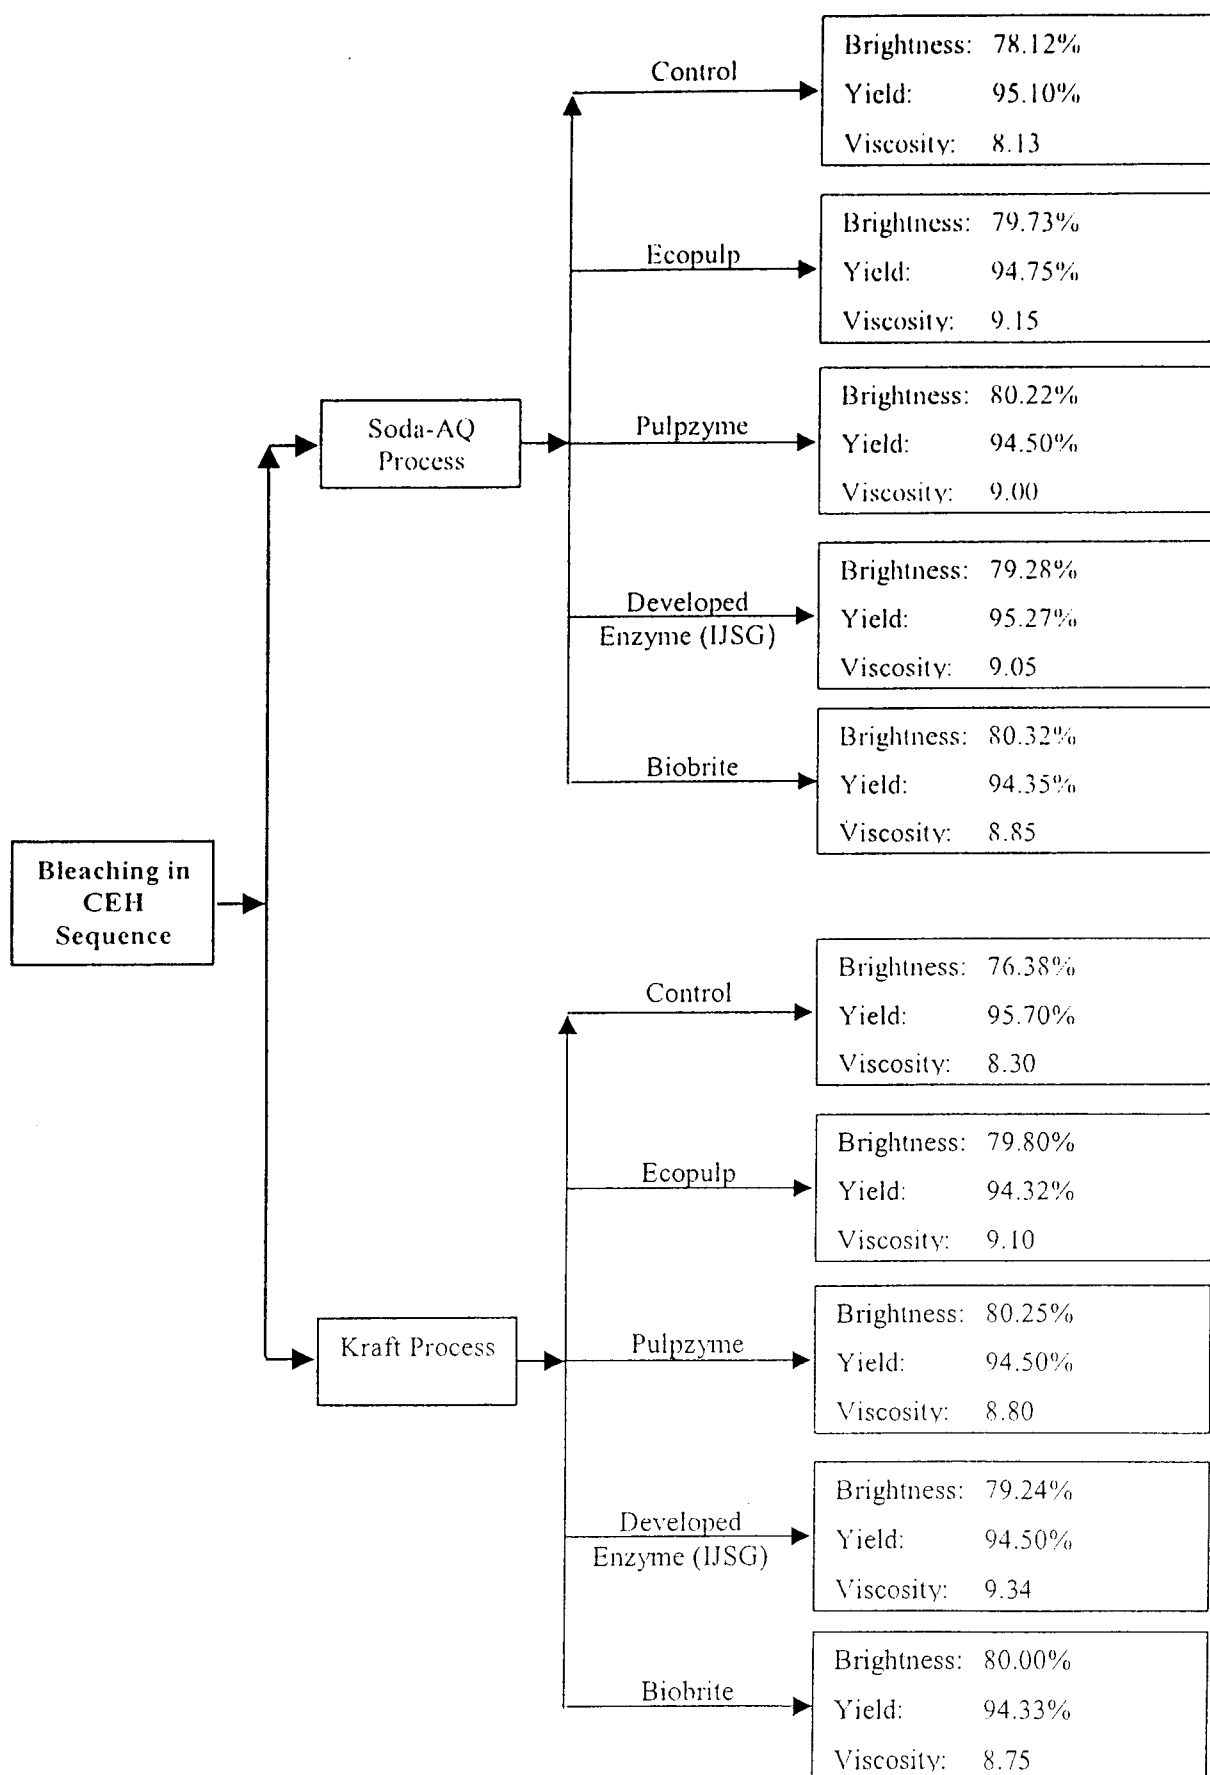 Control
Brightness: 78.12%
Yield: 95.10%
Viscosity: 8.13
Ecopulp
Brightness: 79.73%
Yield: 94.75%
Viscosity: 9.15
Soda-AQ
Process
Pulpzyme
Brightness: 80.22%
Yield: 94.50%
Viscosity: 9.00
Developed
Enzyme (IJSG)
Brightness: 79.28%
Yield: 95.27%
Viscosity: 9.05
Biobrite
Brightness: 80.32%
Yield: 94.35%
Viscosity: 8.85
Bleaching in
CEH
Sequence
Control
Brightness: 76.38%
Yield: 95.70%
Viscosity: 8.30
Ecopulp
Brightness: 79.80%
Yield: 94.32%
Viscosity: 9.10
Kraft Process
Pulpzyme
Brightness: 80.25%
Yield: 94.50%
Viscosity: 8.80
Developed
Enzyme (IJSG)
Brightness: 79.24%
Yield: 94.50%
Viscosity: 9.34
Biobrite
Brightness: 80.00%
Yield: 94.33%
Viscosity: 8.75